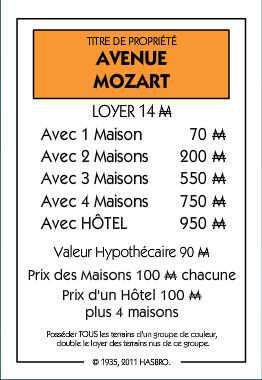 TITRE DE PROPRIÉTÉ
AVENUE
MOZART
LOYER 14 ₩
Avec 1 Maison 70 ₩
Avec 2 Maisons 200 ₩
Avec 3 Maisons 550 ₩
Avec 4 Maisons 750 ₩
Avec HÔTEL 950 ₩
Valeur Hypothécaire 90 ₩
Prix des Maisons 100 ₩ chacune
Prix d'un Hôtel 100 ₩
plus 4 maisons
Posséder TOUS les terrains d'un groupe de couleur,
double le loyer des terrains nus de ce groupe.
© 1935, 2011 HASBRO.